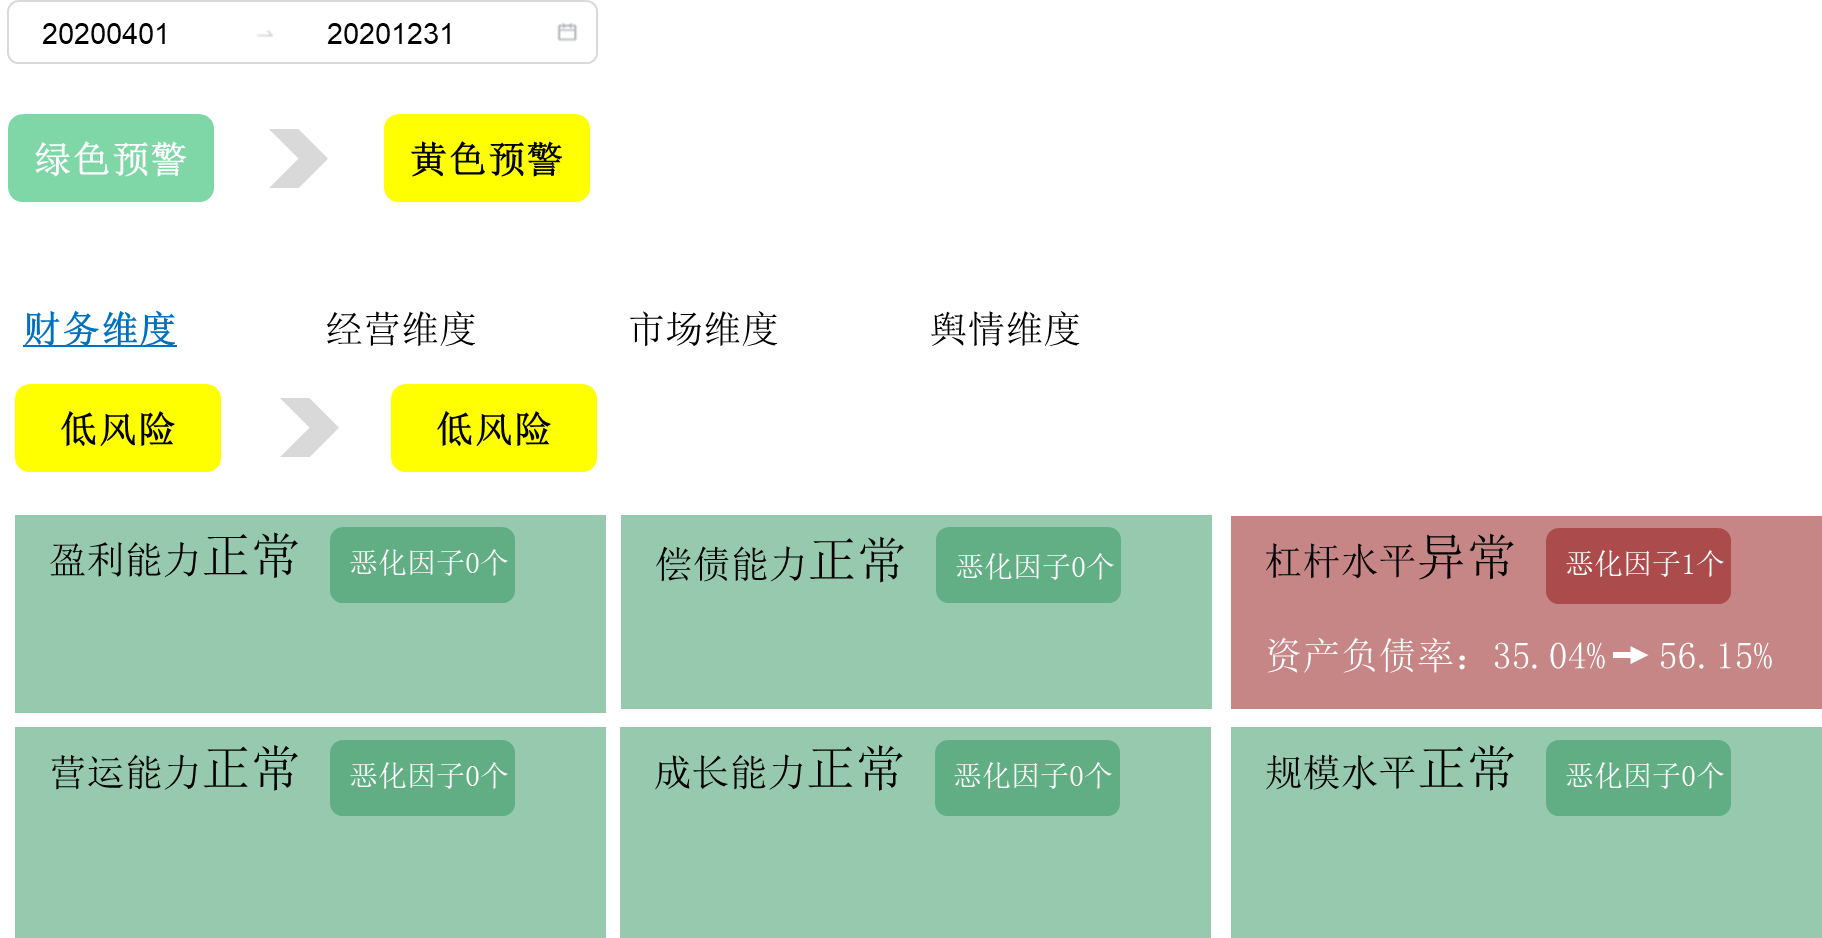 20200401 → 20201231
绿色预警 黄色预警
财务维度 经营维度 市场维度 舆情维度
低风险 低风险
盈利能力正常 恶化因子0个 偿债能力正常 恶化因子0个 杠杆水平异常 恶化因子1个
资产负债率：35.04%➡56.15%
营运能力正常 恶化因子0个 成长能力正常 恶化因子0个 规模水平正常 恶化因子0个